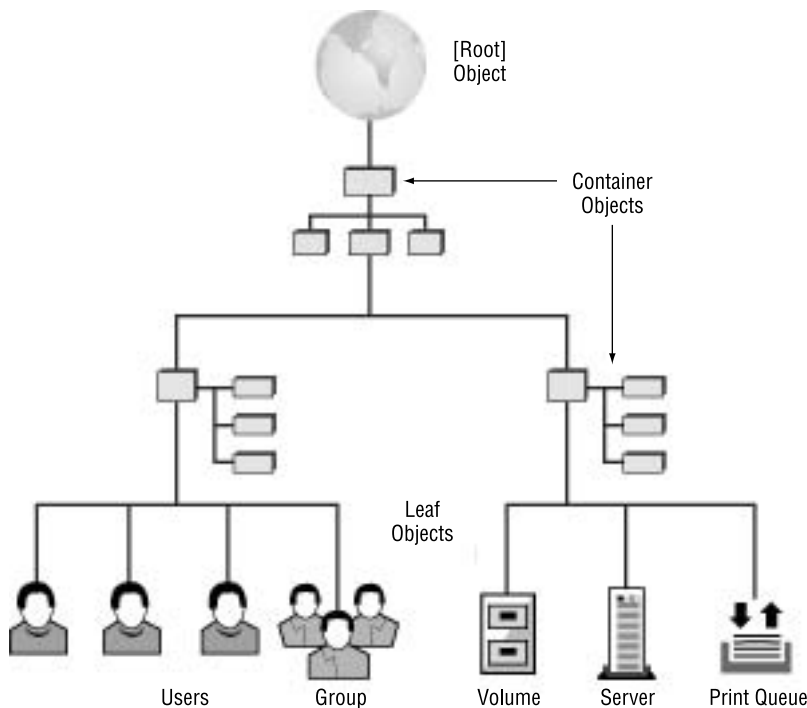 [Root]
Object
Container
Objects
Leaf
Objects
Users
Group
Volume
Server
Print Queue